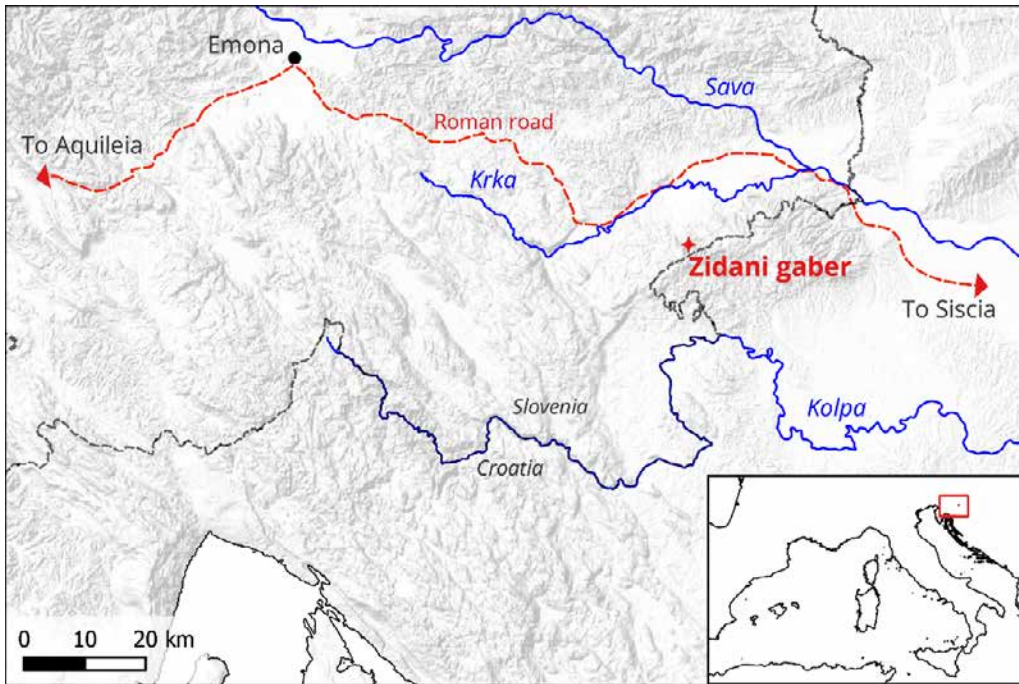 Emona
Sava
Roman road
To Aquileia
Krka
Zidani gaber
To Siscia
Slovenia
Kolpa
Croatia
0 10 20 km